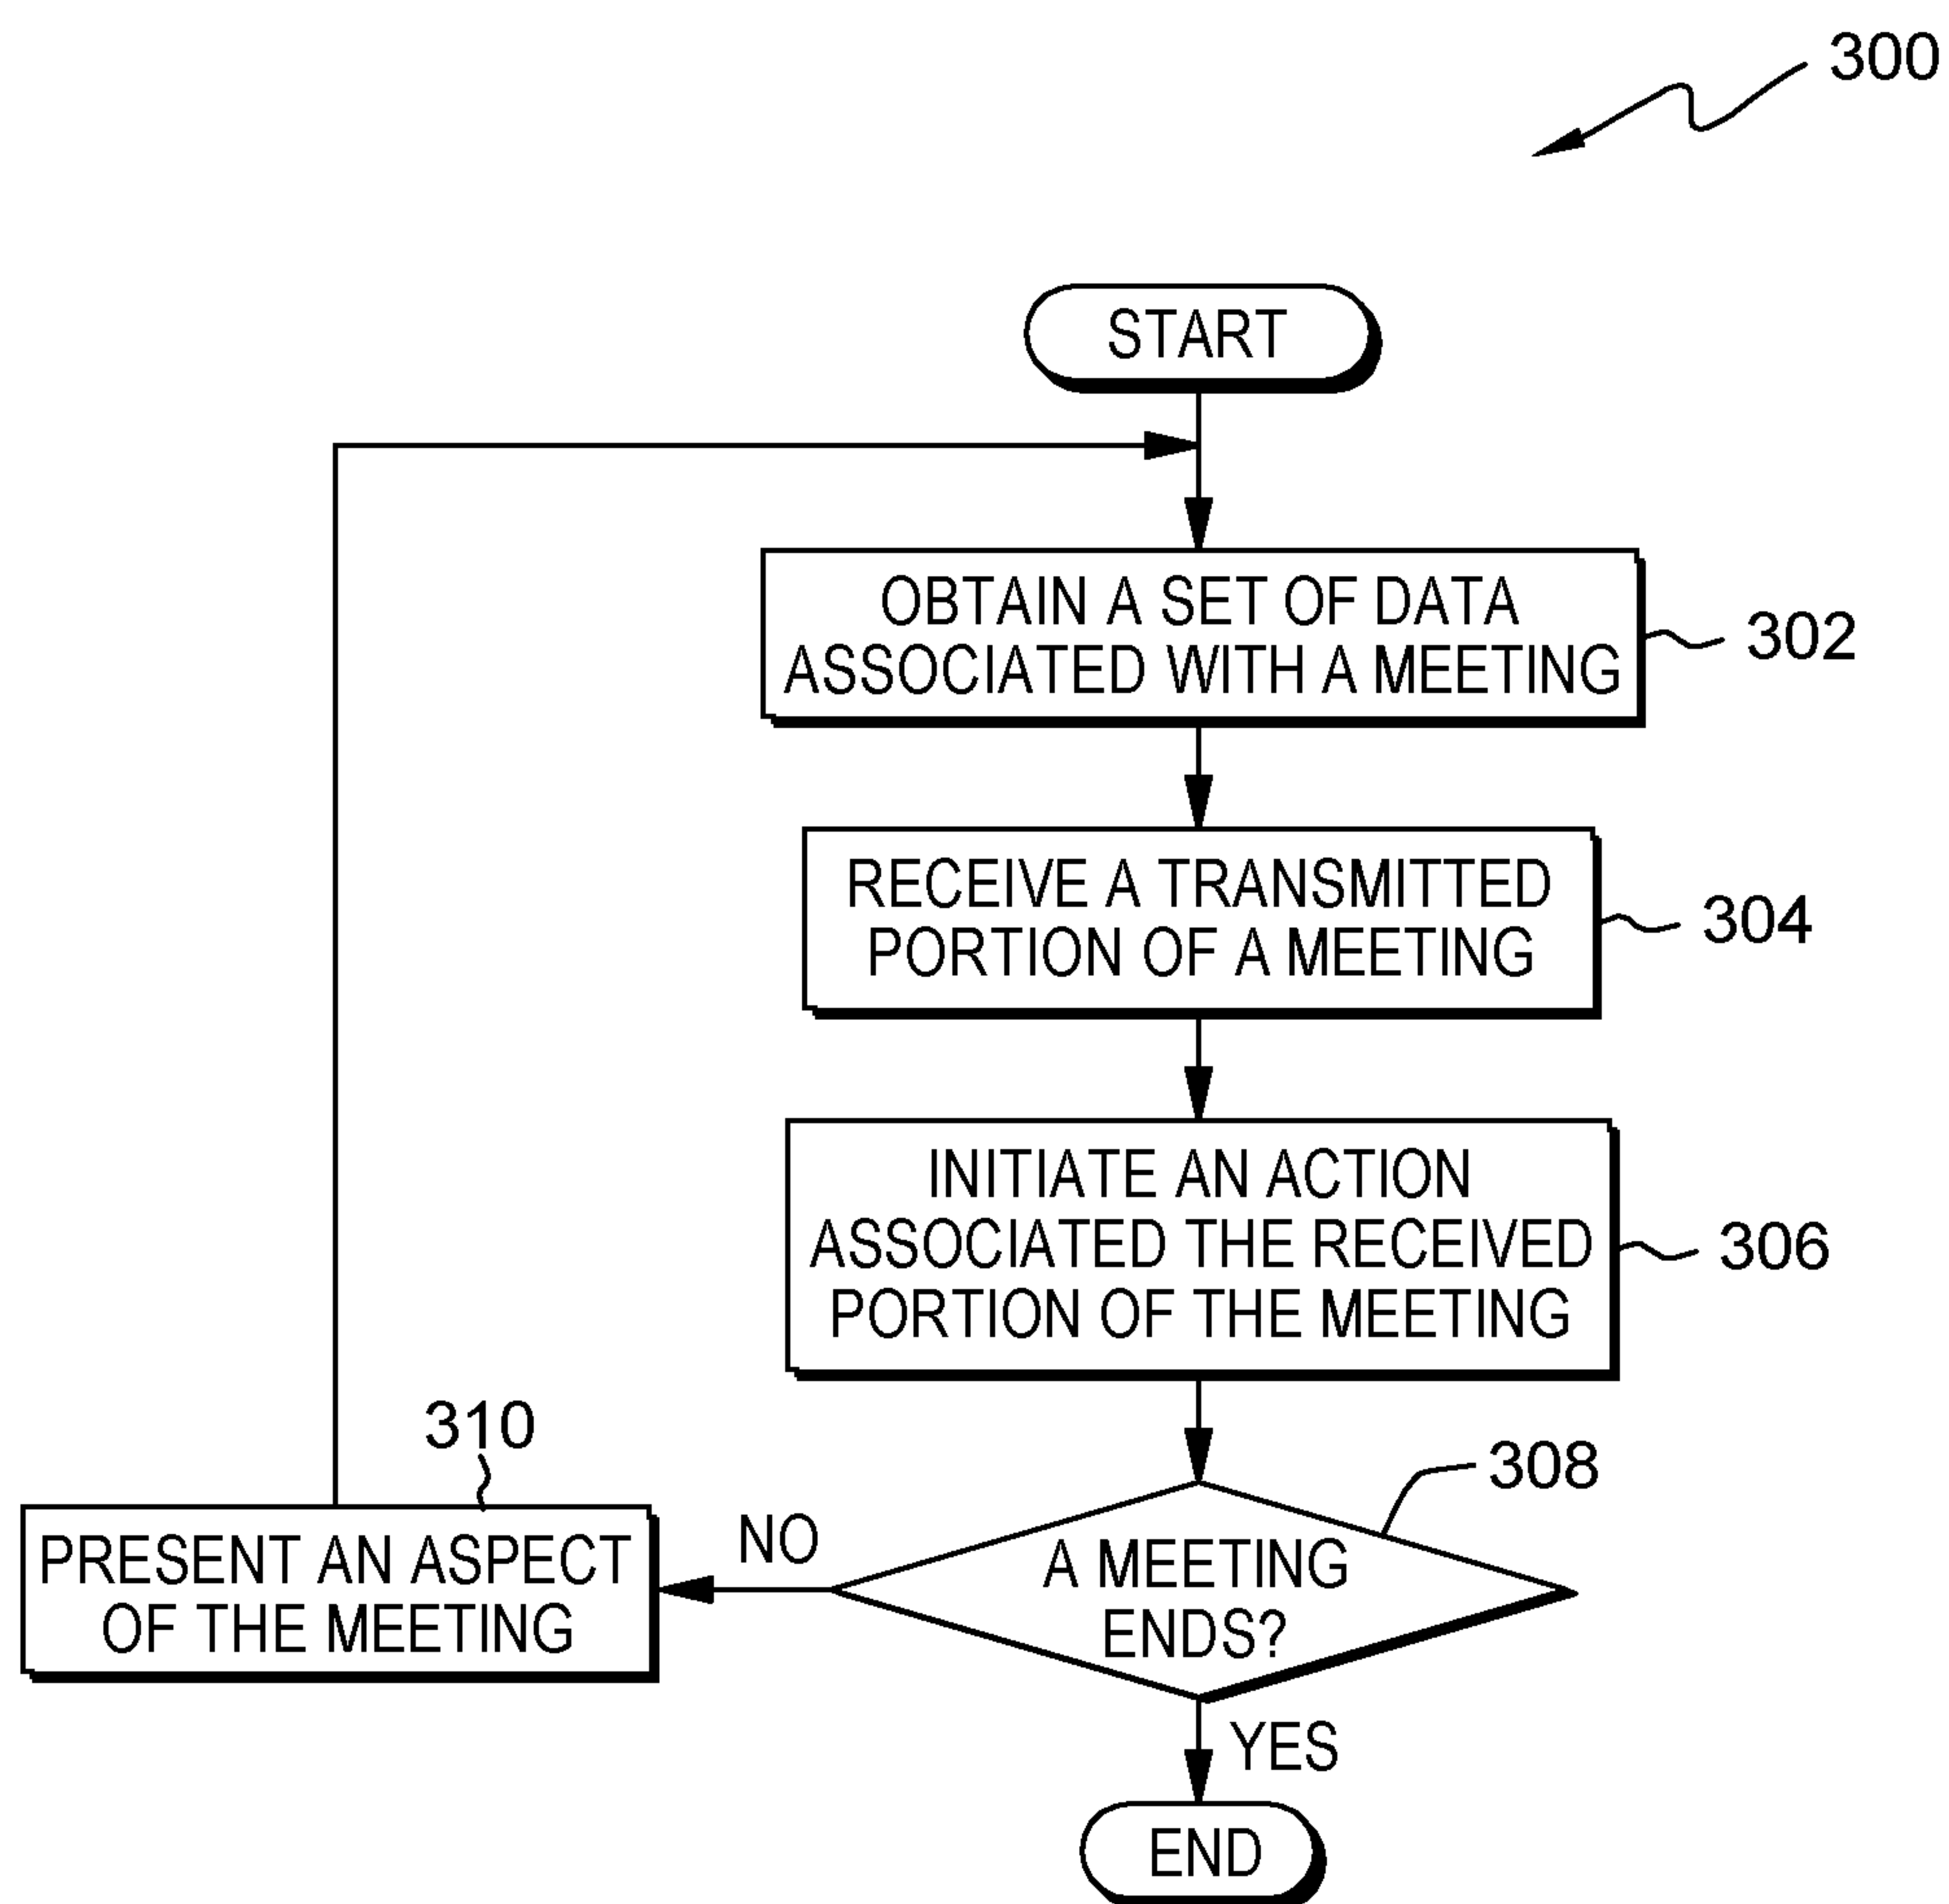 300
START
OBTAIN A SET OF DATA
ASSOCIATED WITH A MEETING
302
RECEIVE A TRANSMITTED
PORTION OF A MEETING
304
INITIATE AN ACTION
ASSOCIATED THE RECEIVED
PORTION OF THE MEETING
306
308
A MEETING
ENDS?
NO
310
PRESENT AN ASPECT
OF THE MEETING
YES
END